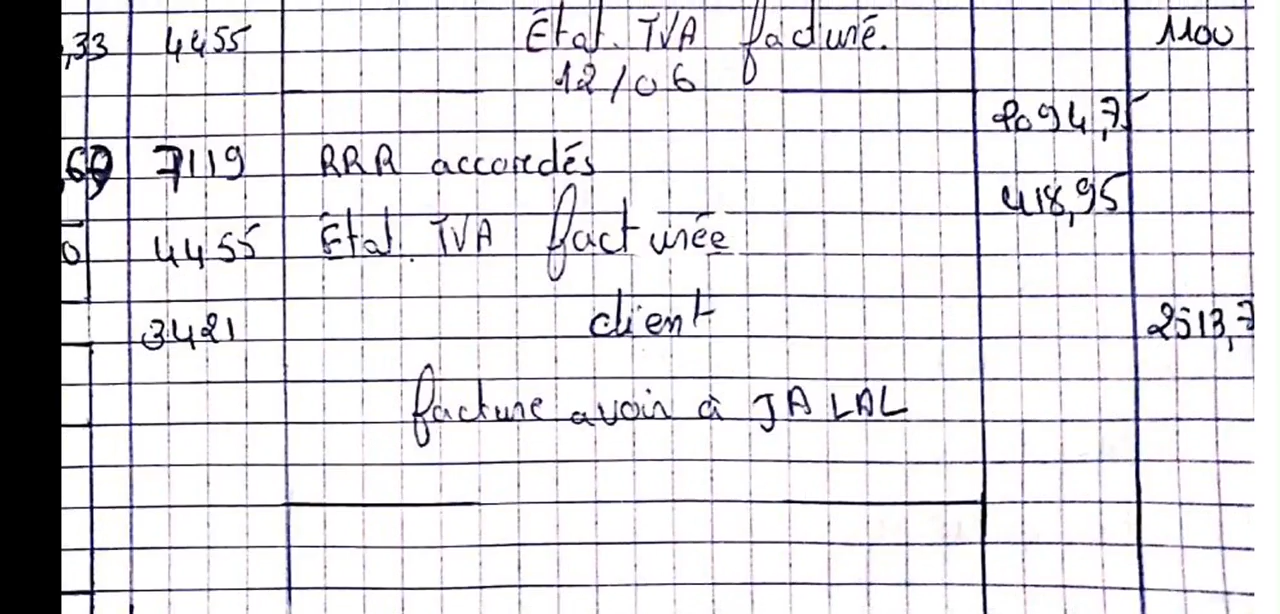 ,33 4455 État. TVA facturé. 1100
12/06
2094,75
7119 RRR accordés
418,95
4455 État. TVA facturée
3421 client 2513,7
facture avoir à JALAL